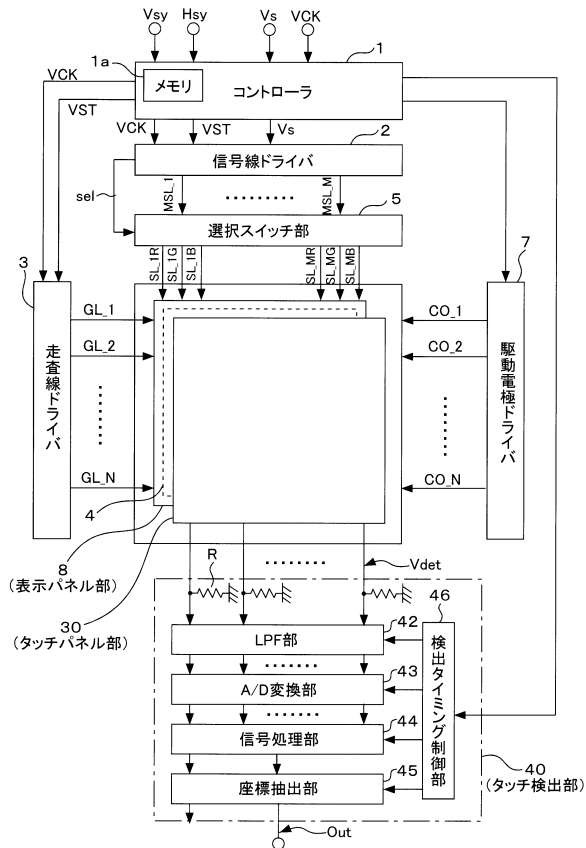 Vsy Hsy Vs VCK
1a
1
VCK
メモリ
コントローラ
VST
VCK VST Vs
2
信号線ドライバ
sel
MSL_1
MSL_M
5
選択スイッチ部
SL_1R
SL_1G
SL_1B
SL_MR
SL_MG
SL_MB
3
7
GL_1
CO_1
GL_2
CO_2
走査線ドライバ
駆動電極ドライバ
GL_N
CO_N
4
8
(表示パネル部)
30
(タッチパネル部)
R
Vdet
46
42
LPF部
43
A/D変換部
44
信号処理部
45
座標抽出部
検出タイミング制御部
40
(タッチ検出部)
Out